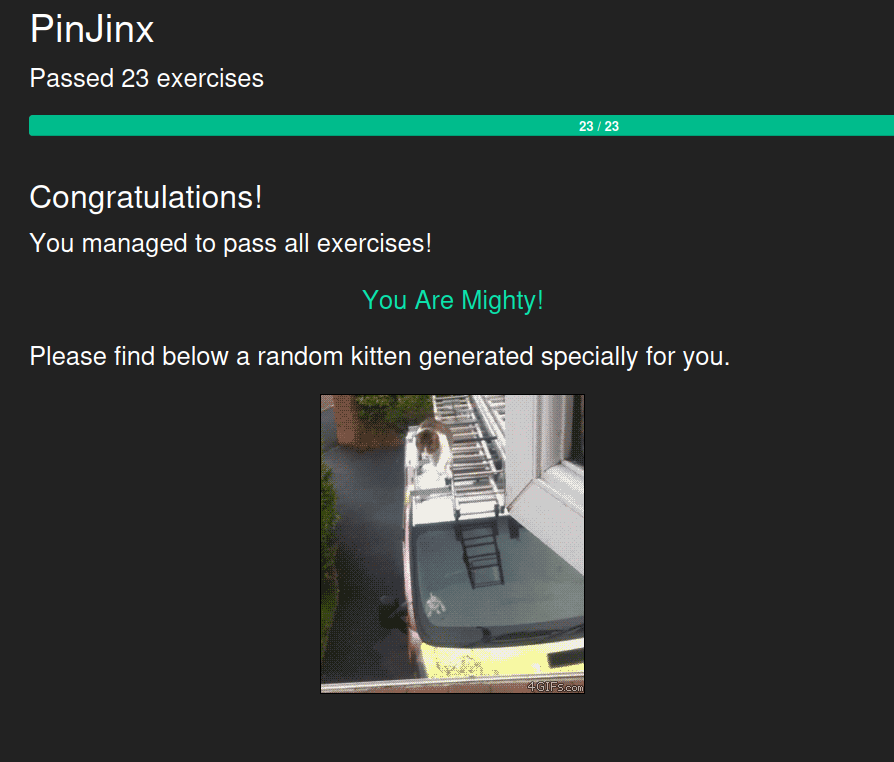 PinJinx
Passed 23 exercises
23 / 23
Congratulations!
You managed to pass all exercises!
You Are Mighty!
Please find below a random kitten generated specially for you.
4GIFs.com